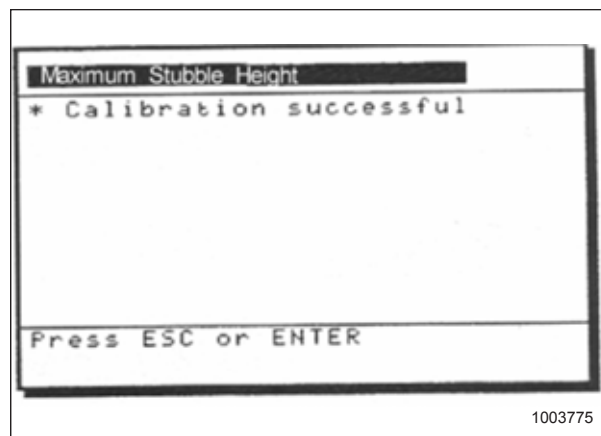 Maximum Stubble Height
* Calibration successful
Press ESC or ENTER
1003775